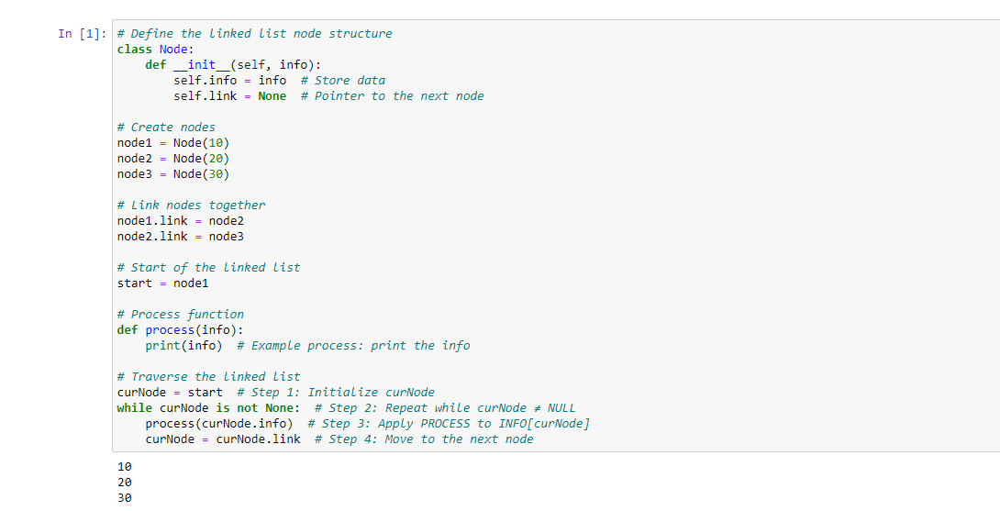 In [1]: # Define the linked list node structure
class Node:
    def __init__(self, info):
        self.info = info  # Store data
        self.link = None  # Pointer to the next node

# Create nodes
node1 = Node(10)
node2 = Node(20)
node3 = Node(30)

# Link nodes together
node1.link = node2
node2.link = node3

# Start of the linked list
start = node1

# Process function
def process(info):
    print(info)  # Example process: print the info

# Traverse the linked list
curNode = start  # Step 1: Initialize curNode
while curNode is not None:  # Step 2: Repeat while curNode ≠ NULL
    process(curNode.info)  # Step 3: Apply PROCESS to INFO[curNode]
    curNode = curNode.link  # Step 4: Move to the next node
10
20
30